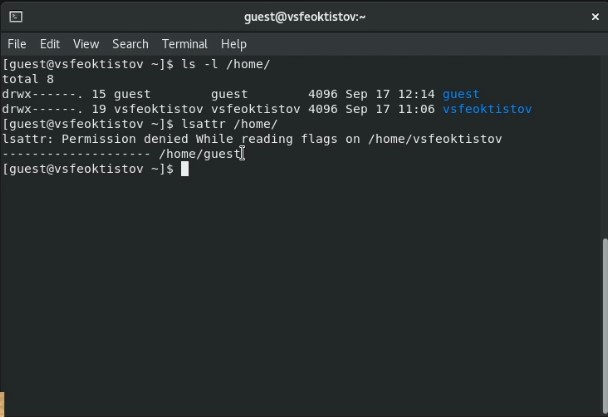 guest@vsfeoktistov:~
File Edit View Search Terminal Help
[guest@vsfeoktistov ~]$ ls -l /home/
total 8
drwx------. 15 guest        guest        4096 Sep 17 12:14 guest
drwx------. 19 vsfeoktistov vsfeoktistov 4096 Sep 17 11:06 vsfeoktistov
[guest@vsfeoktistov ~]$ lsattr /home/
lsattr: Permission denied While reading flags on /home/vsfeoktistov
-------------------- /home/guest
[guest@vsfeoktistov ~]$